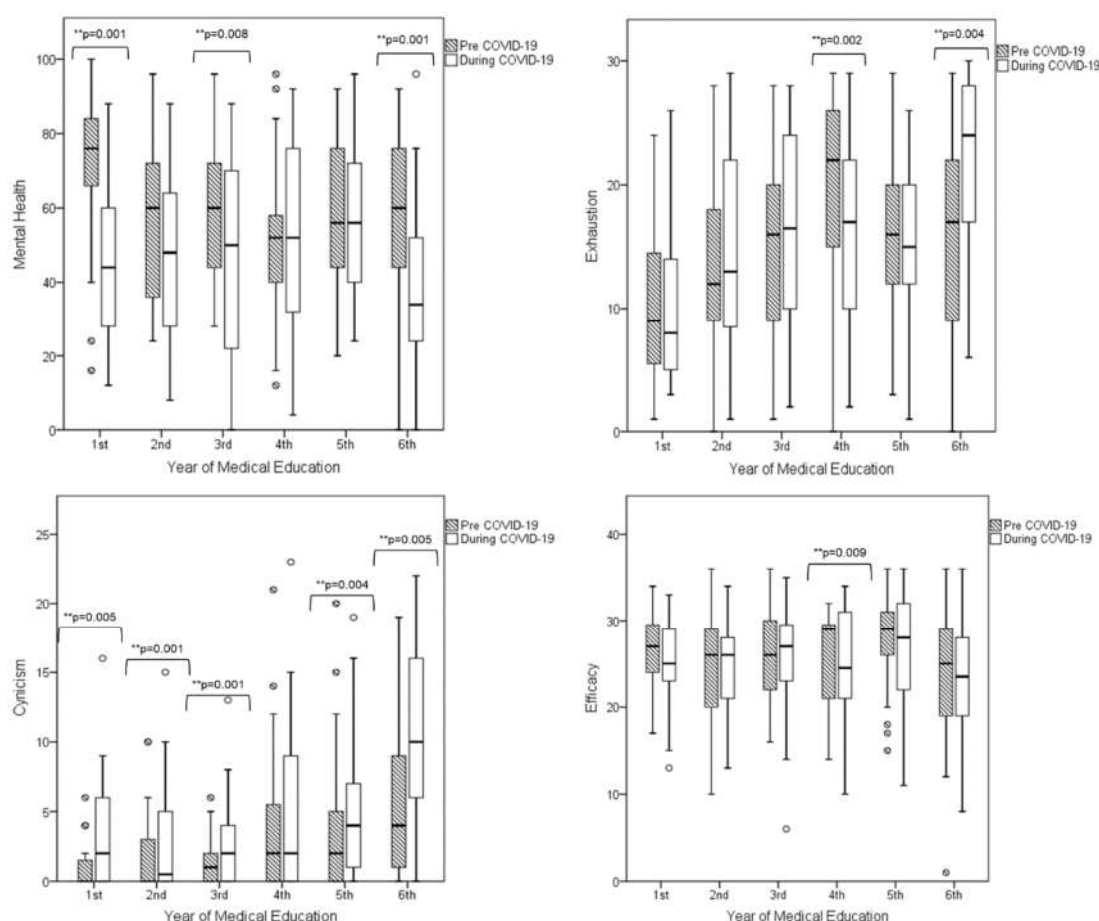 **p=0.001
**p=0.008
**p=0.001
Pre COVID-19
During COVID-19
100
80
60
40
20
0
Mental Health
1st 2nd 3rd 4th 5th 6th
Year of Medical Education
**p=0.002
**p=0.004
Pre COVID-19
During COVID-19
30
20
10
0
Exhaustion
1st 2nd 3rd 4th 5th 6th
Year of Medical Education
**p=0.005
**p=0.001
**p=0.001
**p=0.004
**p=0.005
Pre COVID-19
During COVID-19
25
20
15
10
5
0
Cynicism
1st 2nd 3rd 4th 5th 6th
Year of Medical Education
**p=0.009
Pre COVID-19
During COVID-19
40
30
20
10
0
Efficacy
1st 2nd 3rd 4th 5th 6th
Year of Medical Education